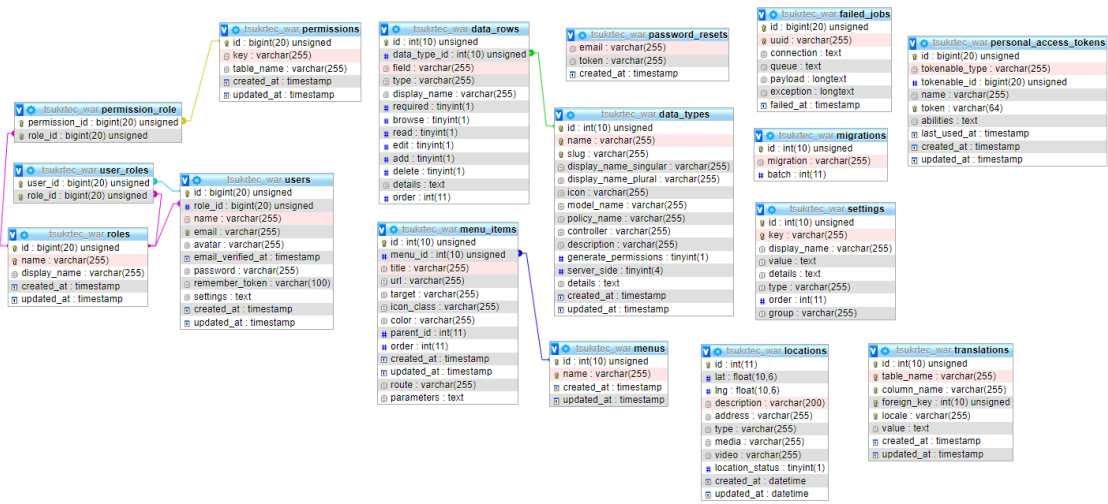 tsukrtec_war permissions
id : bigint(20) unsigned
key : varchar(255)
table_name : varchar(255)
created_at : timestamp
updated_at : timestamp
tsukrtec_war permission_role
permission_id : bigint(20) unsigned
role_id : bigint(20) unsigned
tsukrtec_war user_roles
user_id : bigint(20) unsigned
role_id : bigint(20) unsigned
tsukrtec_war roles
id : bigint(20) unsigned
name : varchar(255)
display_name : varchar(255)
created_at : timestamp
updated_at : timestamp
tsukrtec_war users
id : bigint(20) unsigned
role_id : bigint(20) unsigned
name : varchar(255)
email : varchar(255)
avatar : varchar(255)
email_verified_at : timestamp
password : varchar(255)
remember_token : varchar(100)
settings : text
created_at : timestamp
updated_at : timestamp
tsukrtec_war data_rows
id : int(10) unsigned
data_type_id : int(10) unsigned
field : varchar(255)
type : varchar(255)
display_name : varchar(255)
required : tinyint(1)
browse : tinyint(1)
read : tinyint(1)
edit : tinyint(1)
add : tinyint(1)
delete : tinyint(1)
details : text
order : int(11)
tsukrtec_war menu_items
id : int(10) unsigned
menu_id : int(10) unsigned
title : varchar(255)
url : varchar(255)
target : varchar(255)
icon_class : varchar(255)
color : varchar(255)
parent_id : int(11)
order : int(11)
created_at : timestamp
updated_at : timestamp
route : varchar(255)
parameters : text
tsukrtec_war password_resets
email : varchar(255)
token : varchar(255)
created_at : timestamp
tsukrtec_war data_types
id : int(10) unsigned
name : varchar(255)
slug : varchar(255)
display_name_singular : varchar(255)
display_name_plural : varchar(255)
icon : varchar(255)
model_name : varchar(255)
policy_name : varchar(255)
controller : varchar(255)
description : varchar(255)
generate_permissions : tinyint(1)
server_side : tinyint(4)
details : text
created_at : timestamp
updated_at : timestamp
tsukrtec_war menus
id : int(10) unsigned
name : varchar(255)
created_at : timestamp
updated_at : timestamp
tsukrtec_war failed_jobs
id : bigint(20) unsigned
uuid : varchar(255)
connection : text
queue : text
payload : longtext
exception : longtext
failed_at : timestamp
tsukrtec_war migrations
id : int(10) unsigned
migration : varchar(255)
batch : int(11)
tsukrtec_war settings
id : int(10) unsigned
key : varchar(255)
display_name : varchar(255)
value : text
details : text
type : varchar(255)
order : int(11)
group : varchar(255)
tsukrtec_war locations
id : int(11)
lat : float(10,6)
lng : float(10,6)
description : varchar(200)
address : varchar(255)
type : varchar(255)
media : varchar(255)
video : varchar(255)
location_status : tinyint(1)
created_at : datetime
updated_at : datetime
tsukrtec_war personal_access_tokens
id : bigint(20) unsigned
tokenable_type : varchar(255)
tokenable_id : bigint(20) unsigned
name : varchar(255)
token : varchar(64)
abilities : text
last_used_at : timestamp
created_at : timestamp
updated_at : timestamp
tsukrtec_war translations
id : int(10) unsigned
table_name : varchar(255)
column_name : varchar(255)
foreign_key : int(10) unsigned
locale : varchar(255)
value : text
created_at : timestamp
updated_at : timestamp